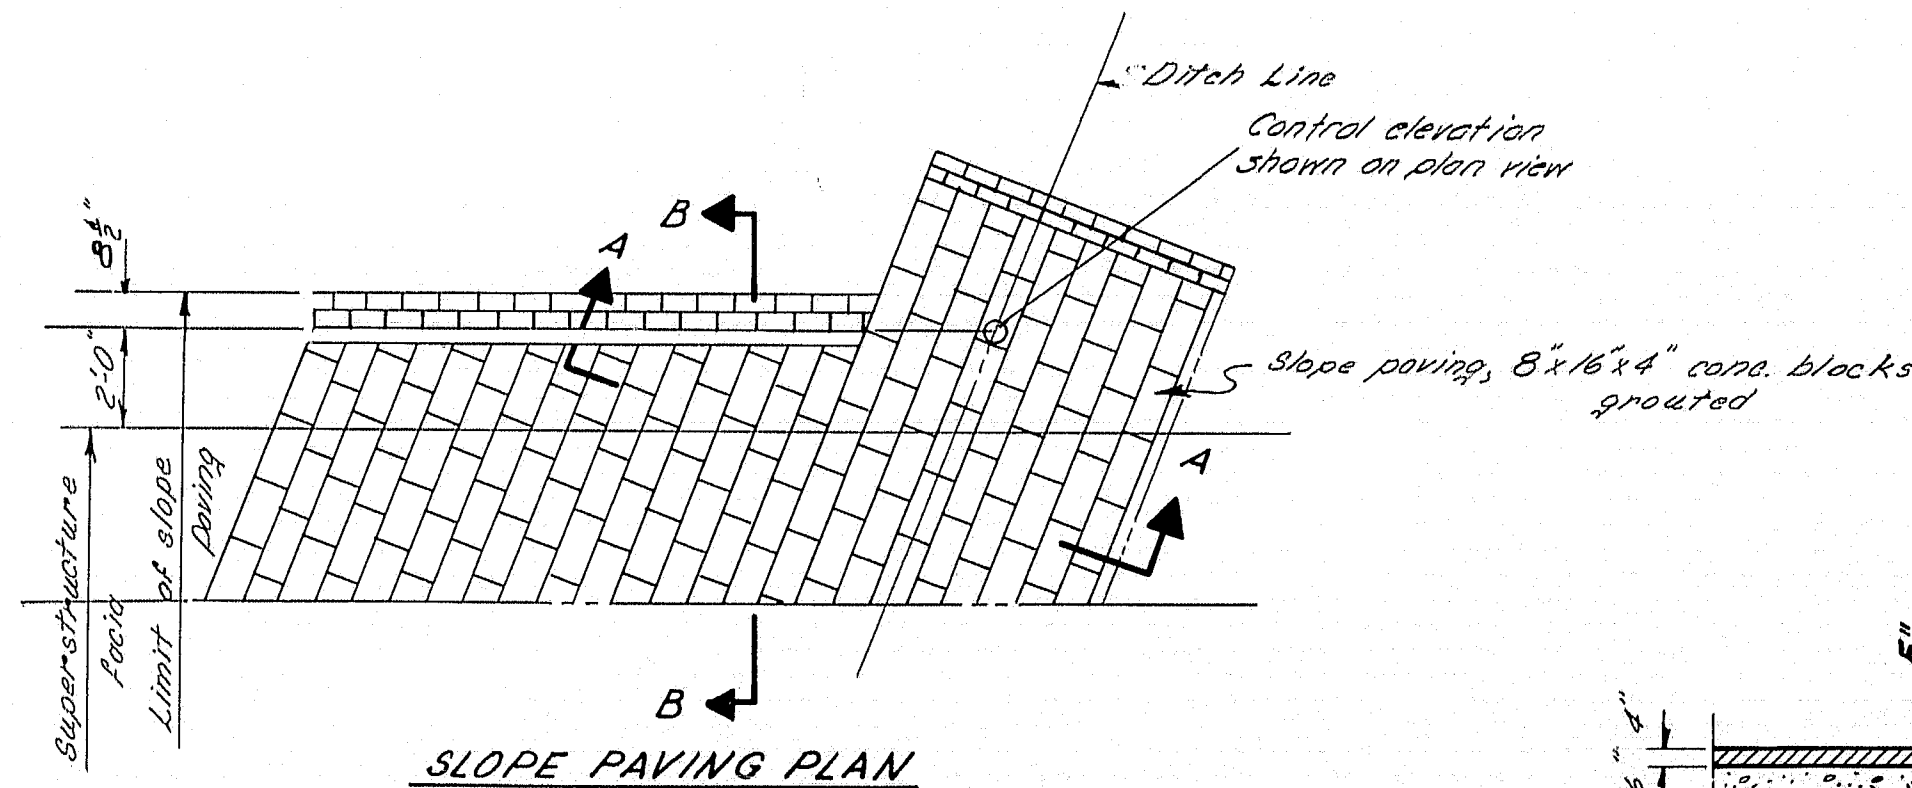 Ditch Line
Control elevation
shown on plan view
B
A
8½"
2'-0"
Slope paving, 8"x16"x4" conc. blocks
grouted
A
Superstructure
facia
Limit of slope
paving
B
SLOPE PAVING PLAN
5"
4"